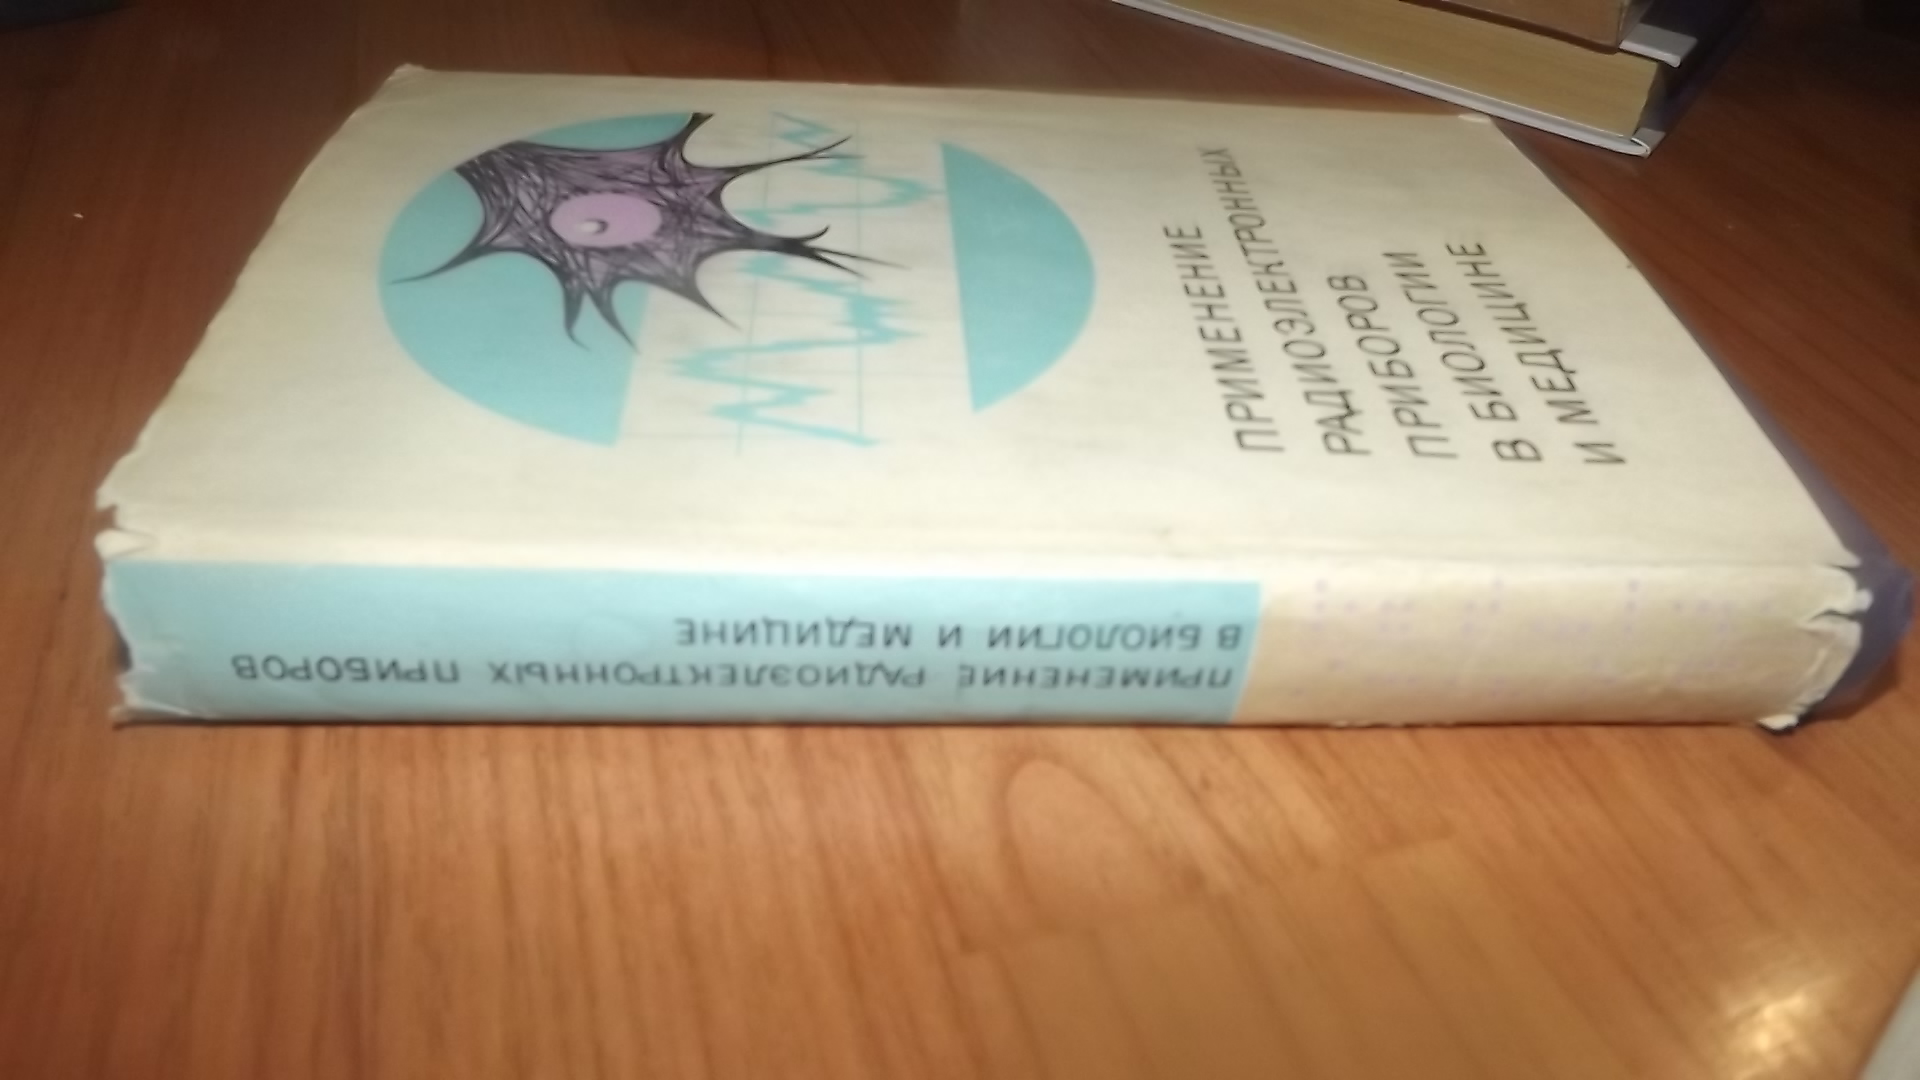 ПРИМЕНЕНИЕ
РАДИОЭЛЕКТРОННЫХ
ПРИБОРОВ
В БИОЛОГИИ
И МЕДИЦИНЕ
ПРИМЕНЕНИЕ РАДИОЭЛЕКТРОННЫХ ПРИБОРОВ
В БИОЛОГИИ И МЕДИЦИНЕ